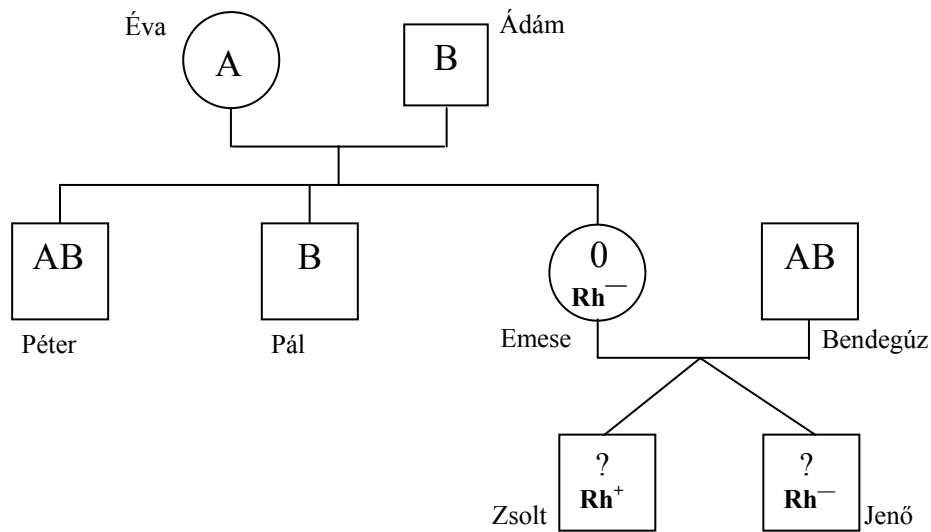 Éva
Ádám
A
B
AB
B
0
Rh—
AB
Péter
Pál
Emese
Bendegúz
?
Rh+
?
Rh—
Zsolt
Jenő